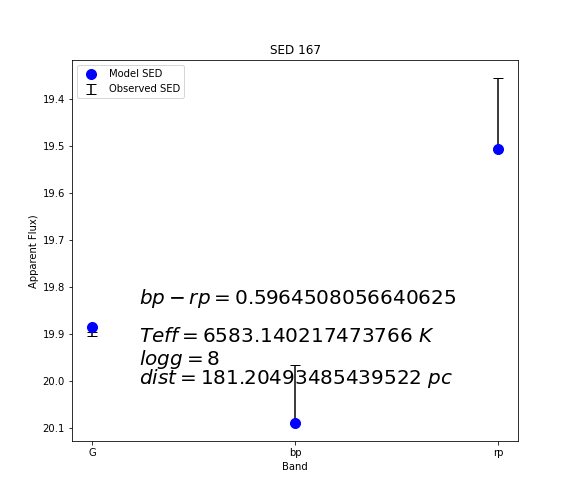 SED 167
Model SED
Observed SED
19.4
19.5
19.6
19.7
19.8
19.9
20.0
20.1
Apparent Flux)
bp − rp = 0.5964508056640625
Teff = 6583.140217473766 K
logg = 8
dist = 181.20493485439522 pc
G bp rp
Band